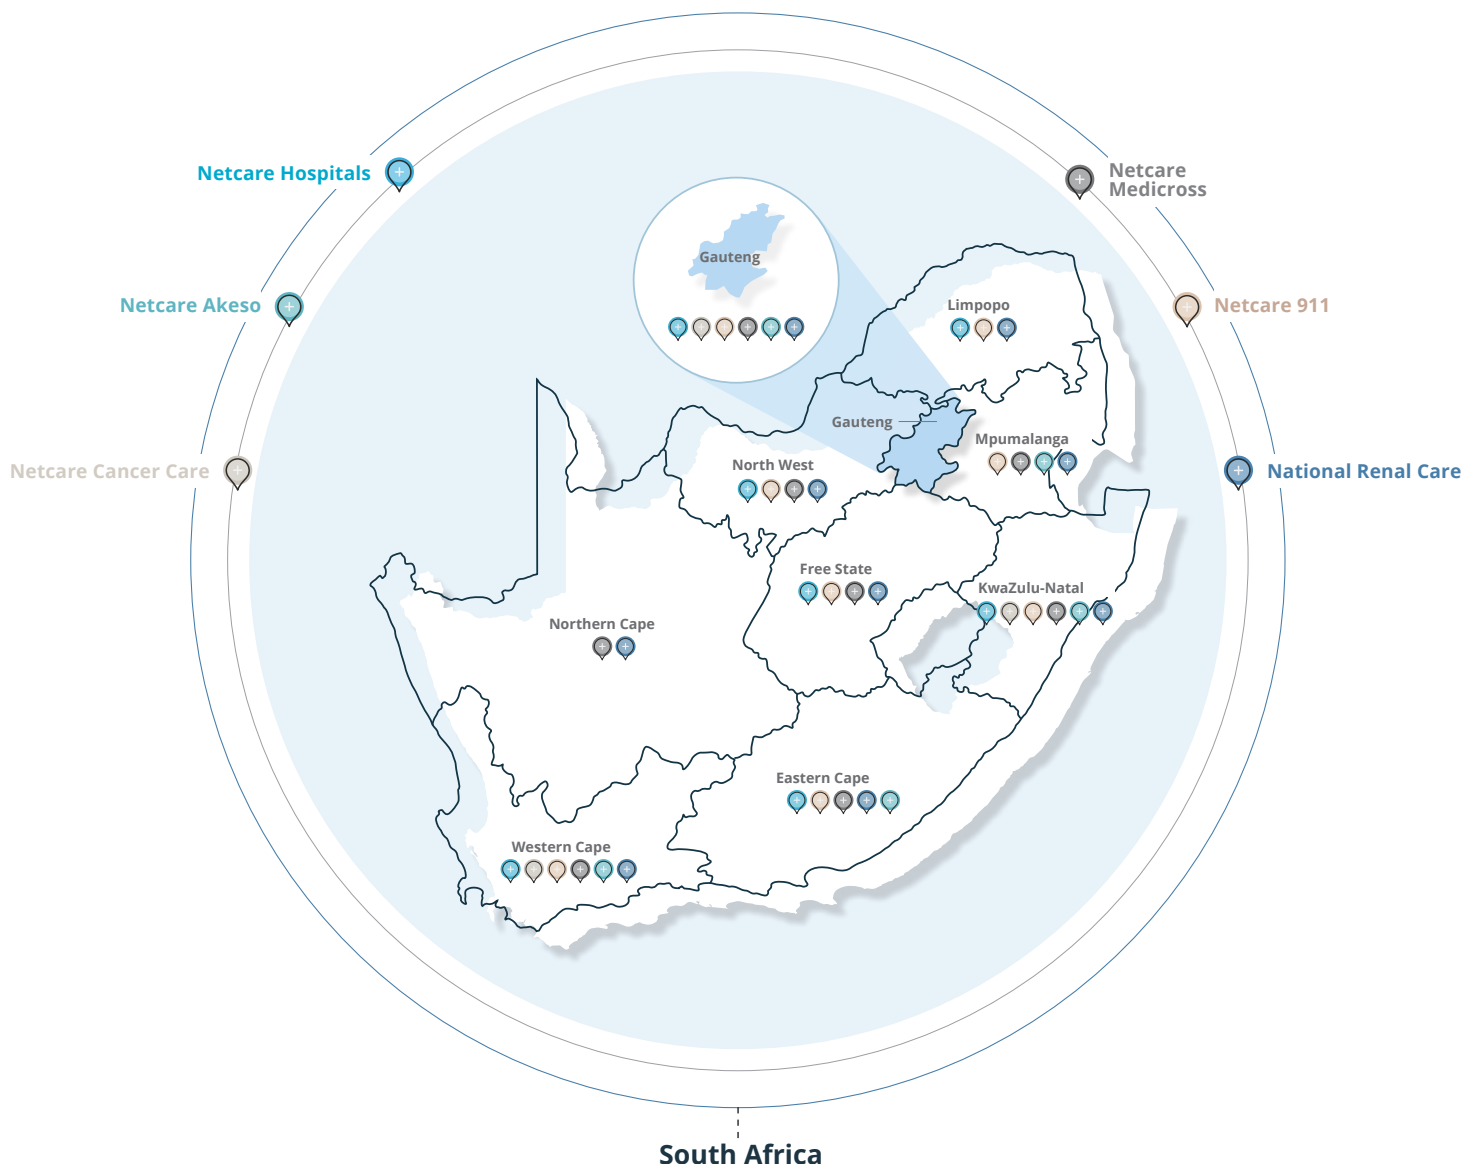 Netcare Hospitals
Netcare
Medicross
Netcare Akeso
Netcare 911
Netcare Cancer Care
National Renal Care
Gauteng
Limpopo
Gauteng
Mpumalanga
North West
Free State
KwaZulu-Natal
Northern Cape
Eastern Cape
Western Cape
South Africa